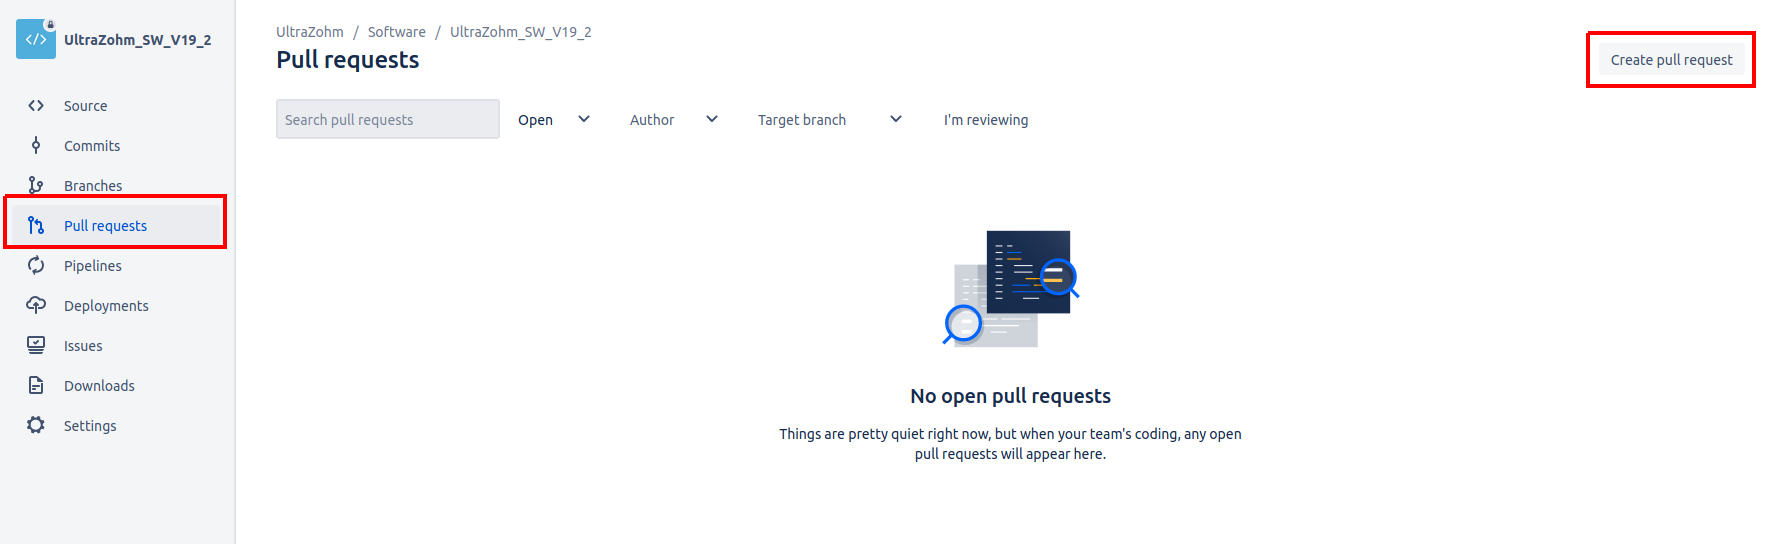 </> UltraZohm_SW_V19_2
Source
Commits
Branches
Pull requests
Pipelines
Deployments
Issues
Downloads
Settings
UltraZohm / Software / UltraZohm_SW_V19_2
Pull requests
Create pull request
Search pull requests Open Author Target branch I'm reviewing
No open pull requests
Things are pretty quiet right now, but when your team's coding, any open
pull requests will appear here.